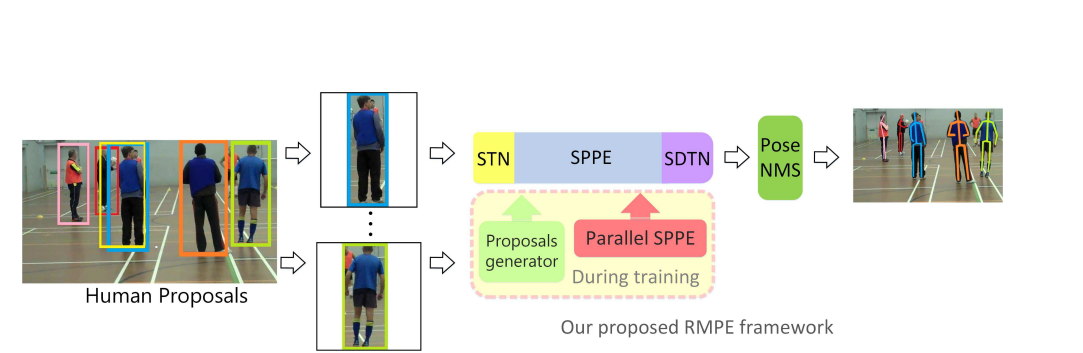 Human Proposals
STN
SPPE
SDTN
Proposals
generator
Parallel SPPE
During training
Pose
NMS
Our proposed RMPE framework